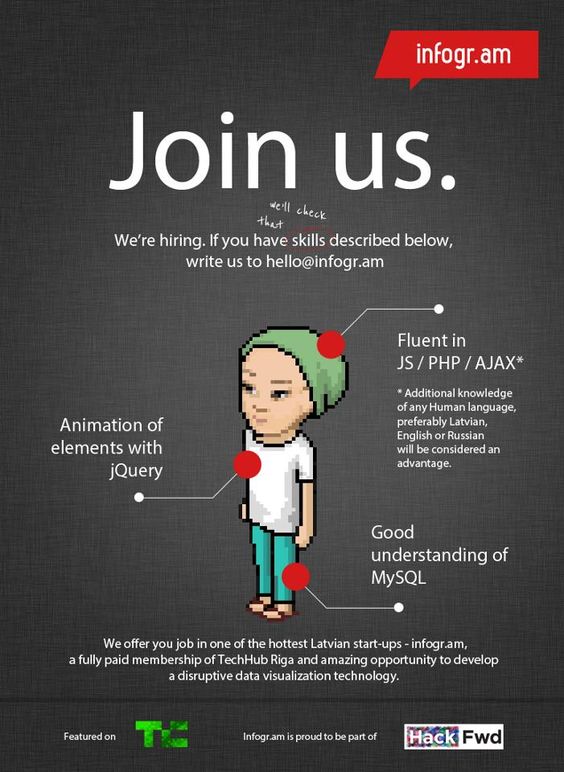 infogr.am
Join us.
we'll check
that
We're hiring. If you have skills described below,
write us to hello@infogr.am
Fluent in
JS / PHP / AJAX*
* Additional knowledge
of any Human language,
preferably Latvian,
English or Russian
will be considered an
advantage.
Animation of
elements with
jQuery
Good
understanding of
MySQL
We offer you job in one of the hottest Latvian start-ups - infogr.am,
a fully paid membership of TechHub Riga and amazing opportunity to develop
a disruptive data visualization technology.
Featured on
TC
Infogr.am is proud to be part of
Hack Fwd